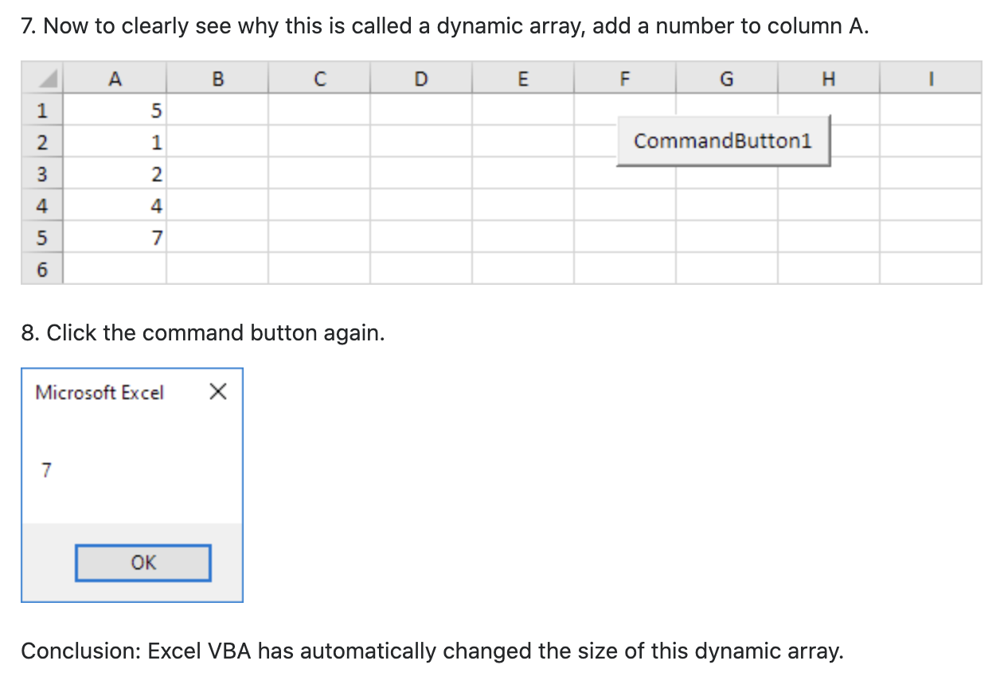 7. Now to clearly see why this is called a dynamic array, add a number to column A.
A B C D E F G H I
1 5
2 1 CommandButton1
3 2
4 4
5 7
6
8. Click the command button again.
Microsoft Excel
7
OK
Conclusion: Excel VBA has automatically changed the size of this dynamic array.